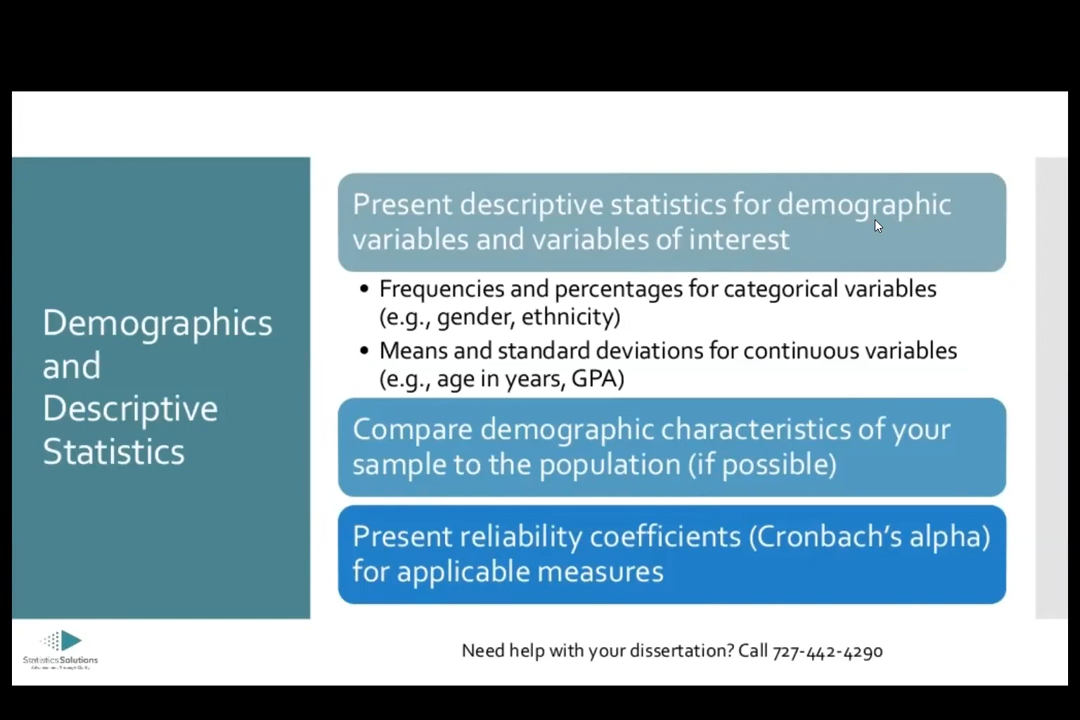 Demographics
and
Descriptive
Statistics
Present descriptive statistics for demographic
variables and variables of interest
• Frequencies and percentages for categorical variables
(e.g., gender, ethnicity)
• Means and standard deviations for continuous variables
(e.g., age in years, GPA)
Compare demographic characteristics of your
sample to the population (if possible)
Present reliability coefficients (Cronbach's alpha)
for applicable measures
StatisticsSolutions
Need help with your dissertation? Call 727-442-4290